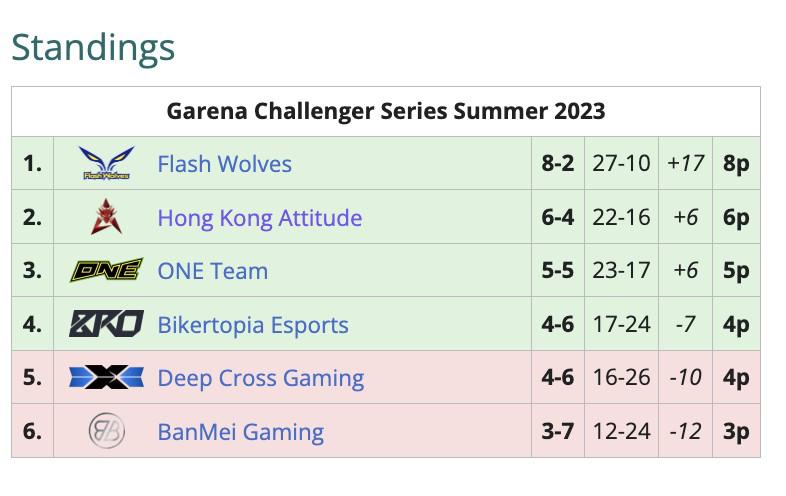 Standings
Garena Challenger Series Summer 2023
1. Flash Wolves Flash Wolves 8-2 27-10 +17 8p
2. Hong Kong Attitude 6-4 22-16 +6 6p
3. ONE ONE Team 5-5 23-17 +6 5p
4. BKO Bikertopia Esports 4-6 17-24 -7 4p
5. Deep Cross Gaming 4-6 16-26 -10 4p
6. Banmei Gaming 3-7 12-24 -12 3p